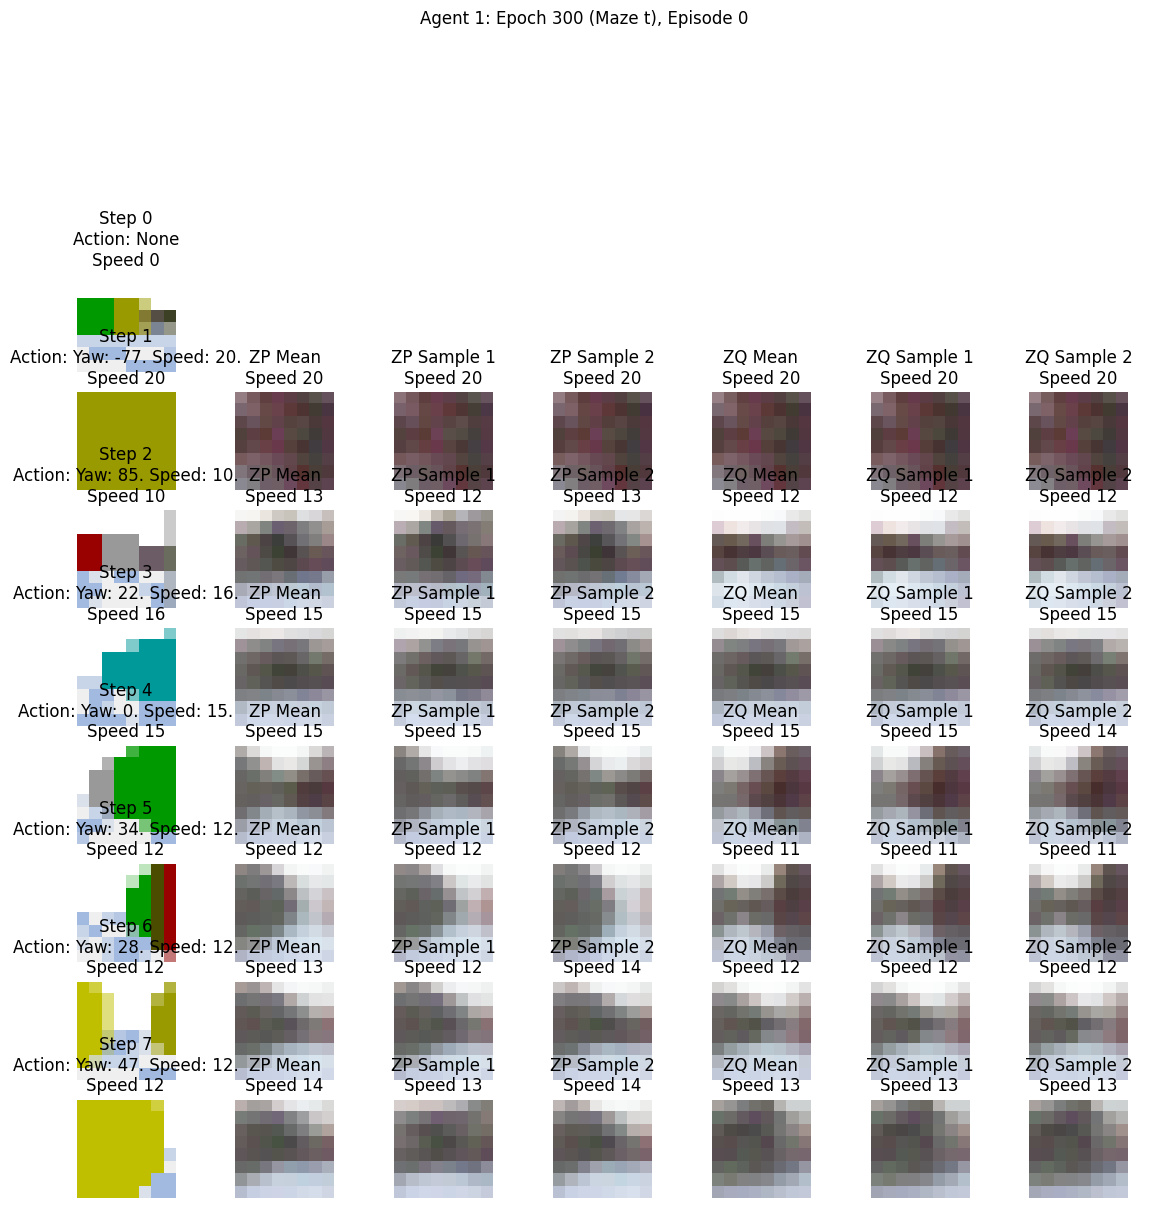 Agent 1: Epoch 300 (Maze t), Episode 0
Step 0
Action: None
Speed 0
Step 1
Action: Yaw: -77. Speed: 20.
Speed 20
ZP Mean
Speed 20
ZP Sample 1
Speed 20
ZP Sample 2
Speed 20
ZQ Mean
Speed 20
ZQ Sample 1
Speed 20
ZQ Sample 2
Speed 20
Step 2
Action: Yaw: 85. Speed: 10.
Speed 10
ZP Mean
Speed 13
ZP Sample 1
Speed 12
ZP Sample 2
Speed 13
ZQ Mean
Speed 12
ZQ Sample 1
Speed 12
ZQ Sample 2
Speed 12
Step 3
Action: Yaw: 22. Speed: 16.
Speed 16
ZP Mean
Speed 15
ZP Sample 1
Speed 15
ZP Sample 2
Speed 15
ZQ Mean
Speed 15
ZQ Sample 1
Speed 15
ZQ Sample 2
Speed 15
Step 4
Action: Yaw: 0. Speed: 15.
Speed 15
ZP Mean
Speed 15
ZP Sample 1
Speed 15
ZP Sample 2
Speed 15
ZQ Mean
Speed 15
ZQ Sample 1
Speed 15
ZQ Sample 2
Speed 14
Step 5
Action: Yaw: 34. Speed: 12.
Speed 12
ZP Mean
Speed 12
ZP Sample 1
Speed 12
ZP Sample 2
Speed 12
ZQ Mean
Speed 11
ZQ Sample 1
Speed 11
ZQ Sample 2
Speed 11
Step 6
Action: Yaw: 28. Speed: 12.
Speed 12
ZP Mean
Speed 13
ZP Sample 1
Speed 12
ZP Sample 2
Speed 14
ZQ Mean
Speed 12
ZQ Sample 1
Speed 12
ZQ Sample 2
Speed 12
Step 7
Action: Yaw: 47. Speed: 12.
Speed 12
ZP Mean
Speed 14
ZP Sample 1
Speed 13
ZP Sample 2
Speed 14
ZQ Mean
Speed 13
ZQ Sample 1
Speed 13
ZQ Sample 2
Speed 13